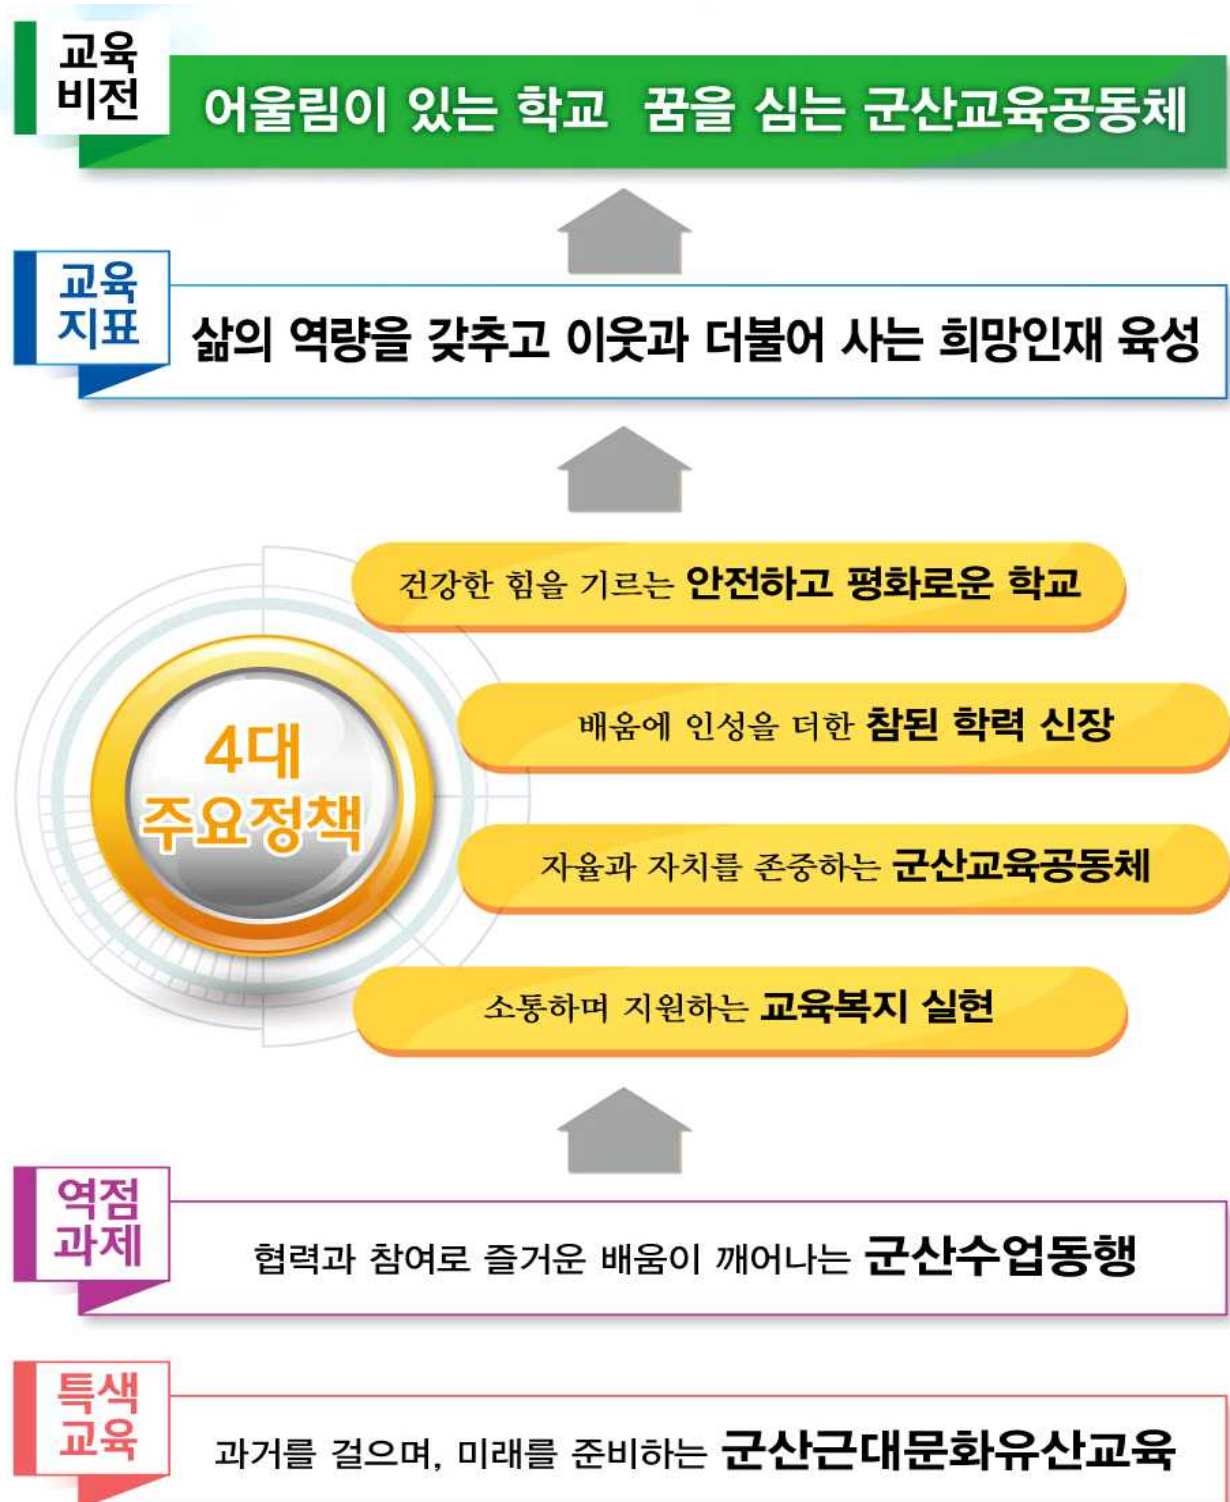 교육
비전
어울림이 있는 학교 꿈을 심는 군산교육공동체
교육
지표
삶의 역량을 갖추고 이웃과 더불어 사는 희망인재 육성
4대
주요정책
건강한 힘을 기르는 안전하고 평화로운 학교
배움에 인성을 더한 참된 학력 신장
자율과 자치를 존중하는 군산교육공동체
소통하며 지원하는 교육복지 실현
역점
과제
협력과 참여로 즐거운 배움이 깨어나는 군산수업동행
특색
교육
과거를 걸으며, 미래를 준비하는 군산근대문화유산교육